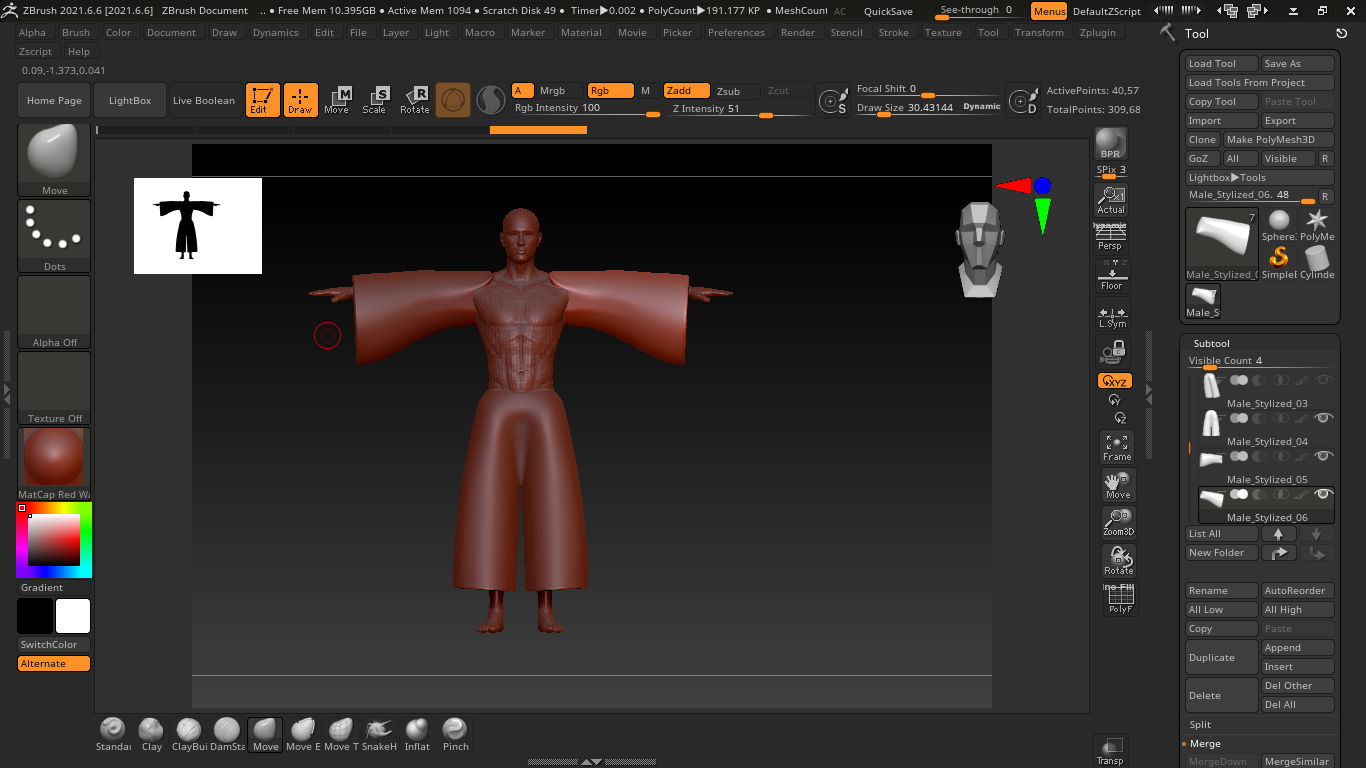 ZBrush 2021.6.6 [2021.6.6] ZBrush Document .. • Free Mem 10.395GB • Active Mem 1094 • Scratch Disk 49 • Timer▶0.002 • PolyCount▶191.177 KP • MeshCount AC QuickSave See-through 0 Menus DefaultZScript
Alpha Brush Color Document Draw Dynamics Edit File Layer Light Macro Marker Material Movie Picker Preferences Render Stencil Stroke Texture Tool Transform Zplugin
Zscript Help
0.09,-1.373,0.041
Home Page LightBox Live Boolean Edit Draw Move Scale Rotate
A Mrgb Rgb M Zadd Zsub Zcut
Rgb Intensity 100 Z Intensity 51
Focal Shift 0
Draw Size 30.43144 Dynamic
ActivePoints: 40,57
TotalPoints: 309,68
Move
Dots
Alpha Off
Texture Off
MatCap Red Wa
Gradient
SwitchColor
Alternate
Standar Clay ClayBui DamSta Move Move E Move T SnakeH Inflat Pinch
BPR
SPix 3
Actual
Dynamic
Persp
Floor
L.Sym
XYZ
Y
Z
Frame
Move
Zoom3D
Rotate
PolyF
Transp
Tool
Load Tool Save As
Load Tools From Project
Copy Tool Paste Tool
Import Export
Clone Make PolyMesh3D
GoZ All Visible R
Lightbox▶Tools
Male_Stylized_06. 48 R
7
Sphere: PolyMe
Male_Stylized_0 SimpleB Cylinde
Male_S
Subtool
Visible Count 4
Male_Stylized_03
Male_Stylized_04
Male_Stylized_05
Male_Stylized_06
List All
New Folder
Rename AutoReorder
All Low All High
Copy Paste
Duplicate Append
Insert
Delete Del Other
Del All
Split
Merge
MergeDown MergeSimilar